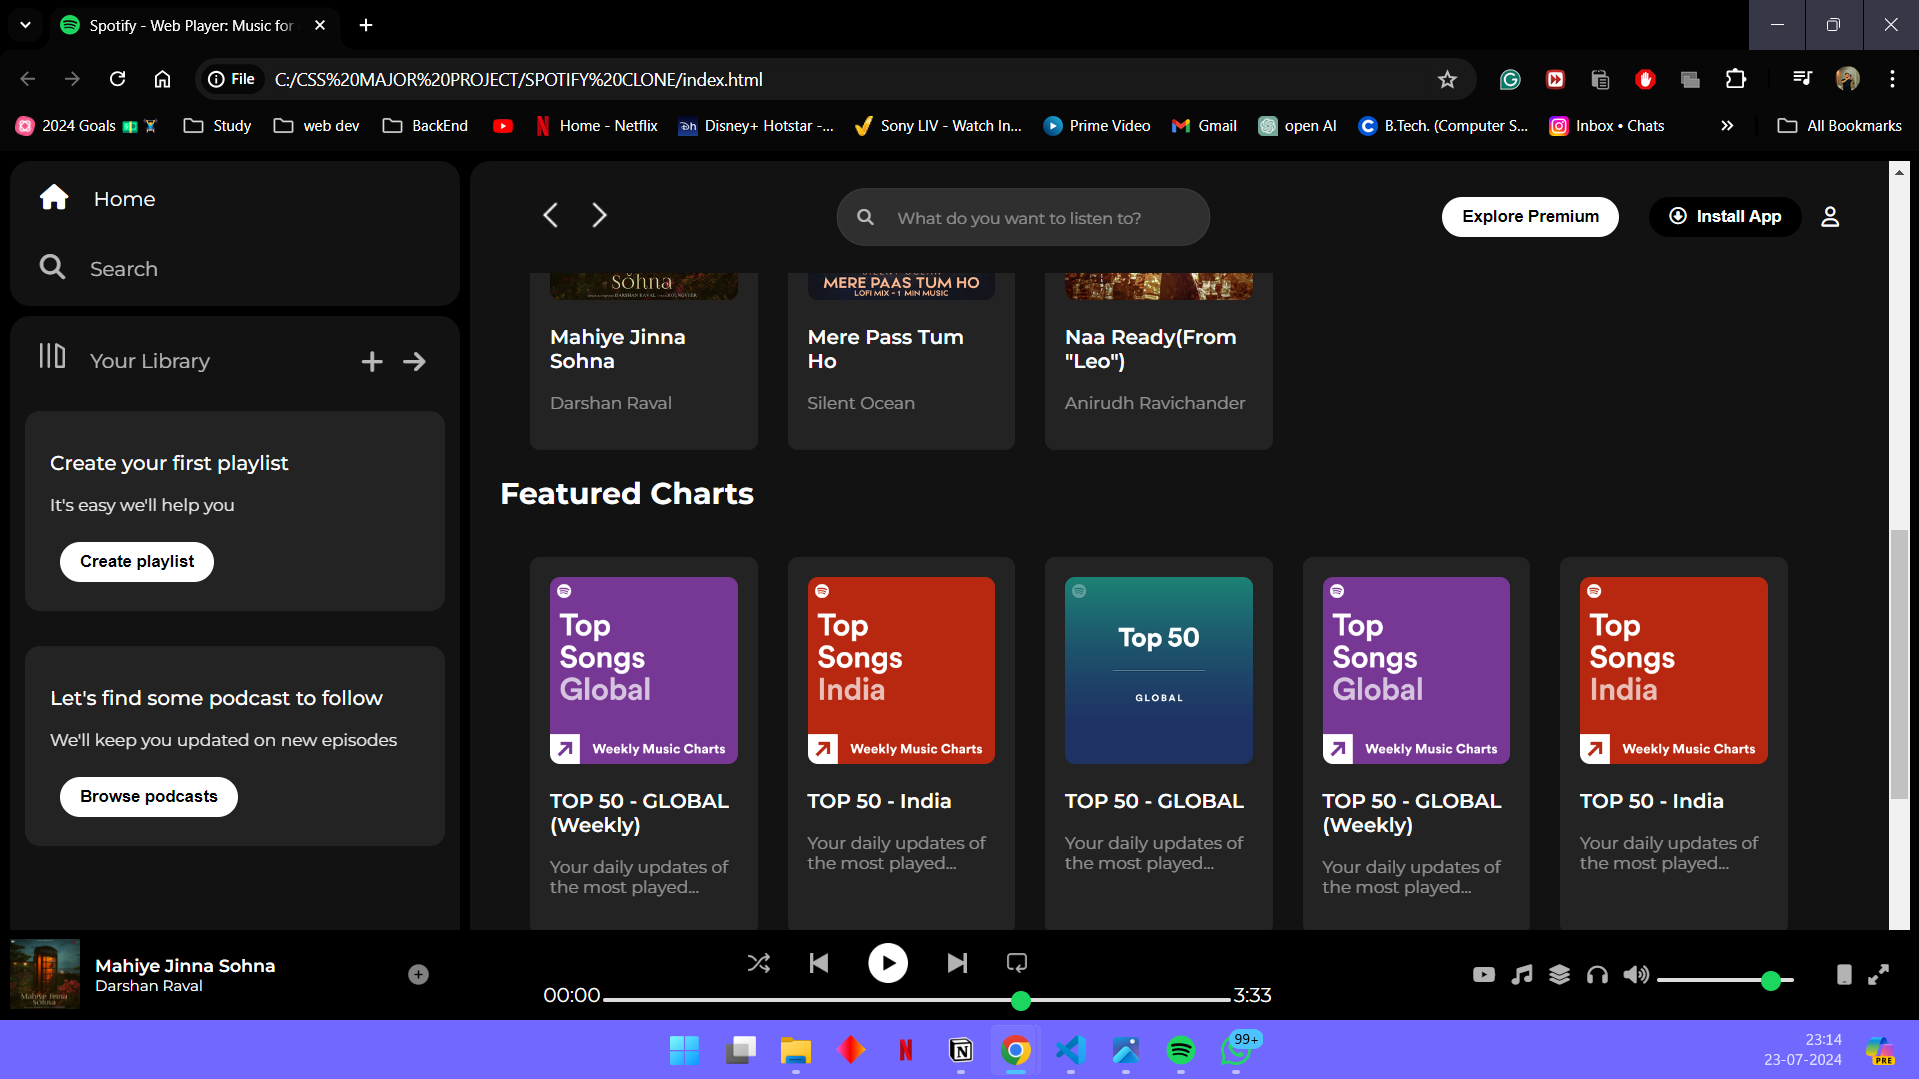 Spotify - Web Player: Music for
File C:/CSS%20MAJOR%20PROJECT/SPOTIFY%20CLONE/index.html
2024 Goals Study web dev BackEnd Home - Netflix Disney+ Hotstar -... Sony LIV - Watch In... Prime Video Gmail open AI B.Tech. (Computer S... Inbox • Chats All Bookmarks
Home
Search
Your Library
Create your first playlist
It's easy we'll help you
Create playlist
Let's find some podcast to follow
We'll keep you updated on new episodes
Browse podcasts
What do you want to listen to?
Explore Premium
Install App
Sohna
MERE PAAS TUM HO
LOFI MIX - 1 MIN MUSIC
Mahiye Jinna
Sohna
Darshan Raval
Mere Pass Tum
Ho
Silent Ocean
Naa Ready(From
"Leo")
Anirudh Ravichander
Featured Charts
Top
Songs
Global
Weekly Music Charts
TOP 50 - GLOBAL
(Weekly)
Your daily updates of
the most played...
Top
Songs
India
Weekly Music Charts
TOP 50 - India
Your daily updates of
the most played...
Top 50
GLOBAL
TOP 50 - GLOBAL
Your daily updates of
the most played...
Top
Songs
Global
Weekly Music Charts
TOP 50 - GLOBAL
(Weekly)
Your daily updates of
the most played...
Top
Songs
India
Weekly Music Charts
TOP 50 - India
Your daily updates of
the most played...
Mahiye Jinna Sohna
Darshan Raval
00:00
3:33
99+
23:14
23-07-2024
PRE